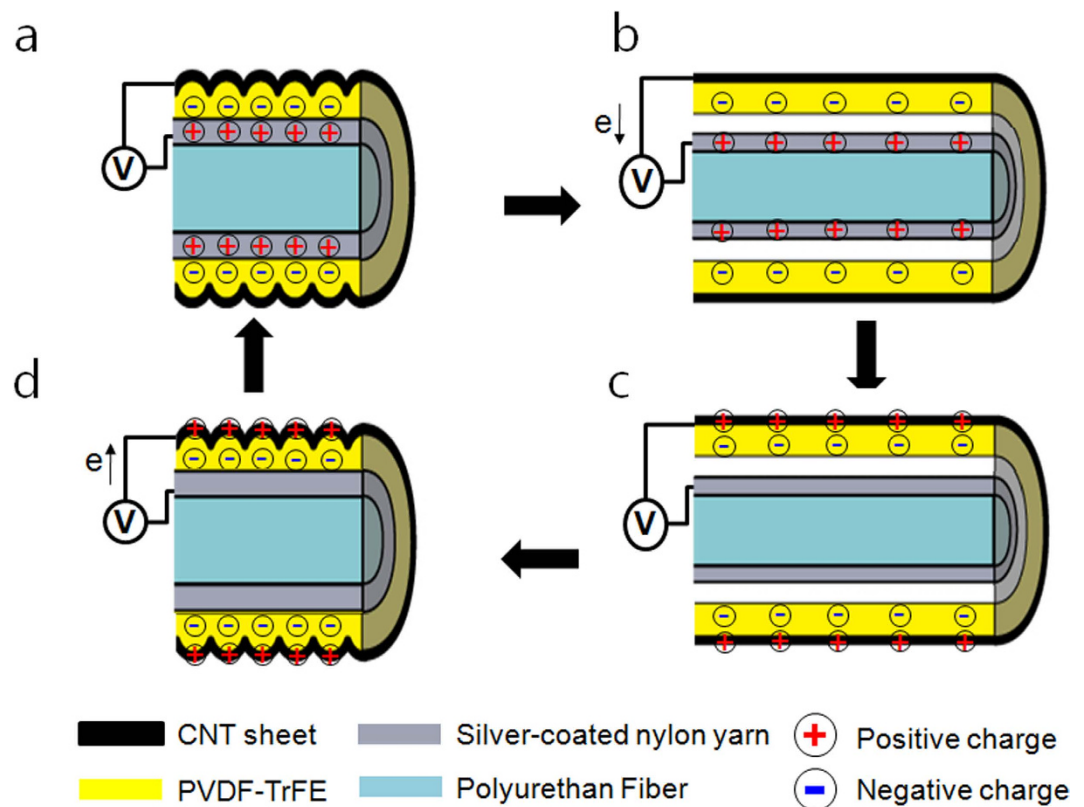 a
b
V
e
V
d
c
e
V
V
CNT sheet
Silver-coated nylon yarn
Positive charge
PVDF-TrFE
Polyurethan Fiber
Negative charge